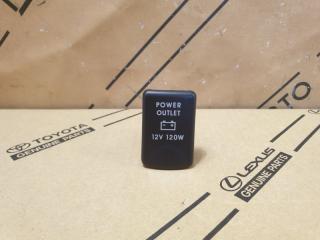 POWER
OUTLET
12V 120W
TOYOTA
GENUINE PARTS
LEXUS
GENUINE PARTS